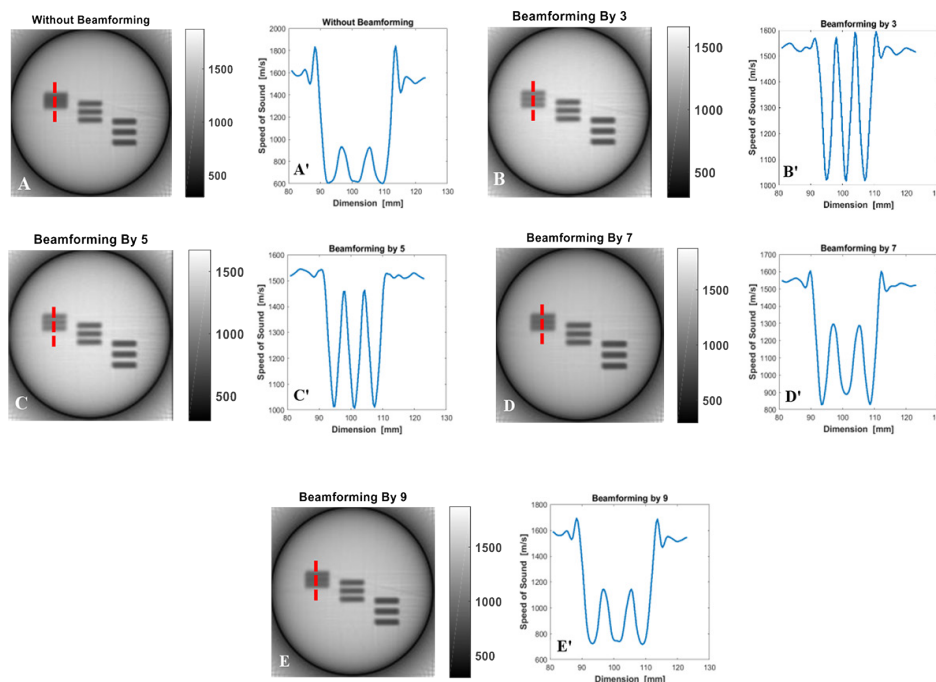 Without Beamforming
1500
1000
500
A
Without Beamforming
2000
1800
1600
1400
1200
1000
800
600
80
90
100
110
120
130
Speed of Sound [m/s]
Dimension [mm]
A'
Beamforming By 3
1500
1000
500
B
Beamforming by 3
1600
1500
1400
1300
1200
1100
1000
80
90
100
110
120
Speed of Sound [m/s]
Dimension [mm]
B'
Beamforming By 5
1500
1000
500
C
Beamforming by 5
1600
1500
1400
1300
1200
1100
1000
80
90
100
110
120
130
Speed of Sound [m/s]
Dimension [mm]
C'
Beamforming By 7
1500
1000
500
D
Beamforming by 7
1700
1600
1500
1400
1300
1200
1100
1000
900
800
80
90
100
110
120
Speed of Sound [m/s]
Dimension [mm]
D'
Beamforming By 9
1500
1000
500
E
Beamforming by 9
1800
1600
1400
1200
1000
800
600
80
90
100
110
120
130
Speed of Sound [m/s]
Dimension [mm]
E'